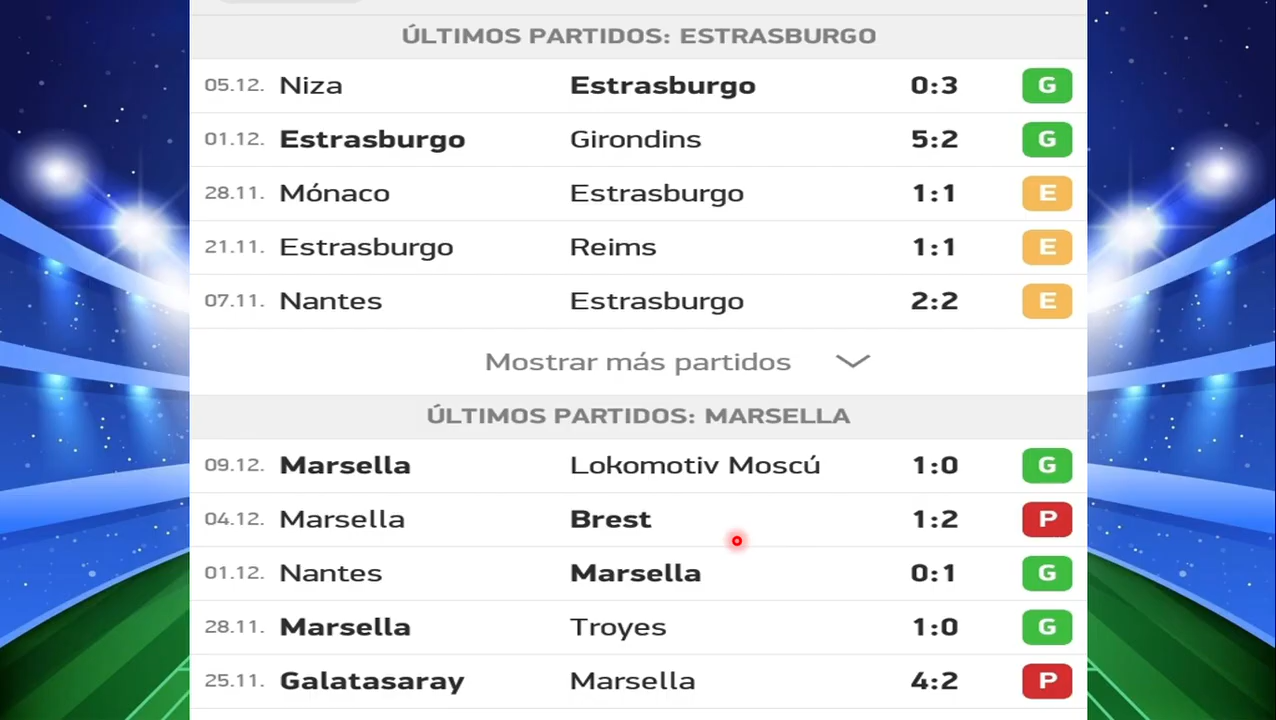 ÚLTIMOS PARTIDOS: ESTRASBURGO
05.12. Niza Estrasburgo 0:3 G
01.12. Estrasburgo Girondins 5:2 G
28.11. Mónaco Estrasburgo 1:1 E
21.11. Estrasburgo Reims 1:1 E
07.11. Nantes Estrasburgo 2:2 E
Mostrar más partidos
ÚLTIMOS PARTIDOS: MARSELLA
09.12. Marsella Lokomotiv Moscú 1:0 G
04.12. Marsella Brest 1:2 P
01.12. Nantes Marsella 0:1 G
28.11. Marsella Troyes 1:0 G
25.11. Galatasaray Marsella 4:2 P